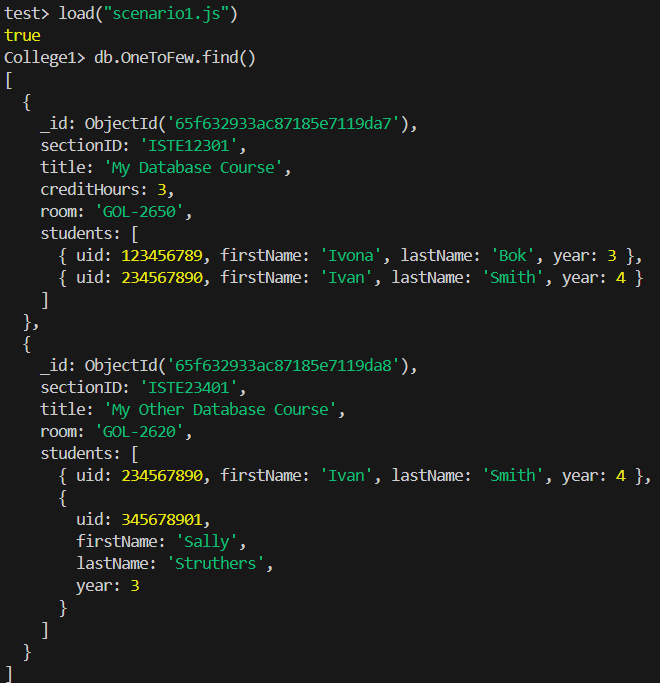 test> load("scenario1.js")
true
College1> db.OneToFew.find()
[
  {
    _id: ObjectId('65f632933ac87185e7119da7'),
    sectionID: 'ISTE12301',
    title: 'My Database Course',
    creditHours: 3,
    room: 'GOL-2650',
    students: [
      { uid: 123456789, firstName: 'Ivona', lastName: 'Bok', year: 3 },
      { uid: 234567890, firstName: 'Ivan', lastName: 'Smith', year: 4 }
    ]
  },
  {
    _id: ObjectId('65f632933ac87185e7119da8'),
    sectionID: 'ISTE23401',
    title: 'My Other Database Course',
    room: 'GOL-2620',
    students: [
      { uid: 234567890, firstName: 'Ivan', lastName: 'Smith', year: 4 },
      {
        uid: 345678901,
        firstName: 'Sally',
        lastName: 'Struthers',
        year: 3
      }
    ]
  }
]